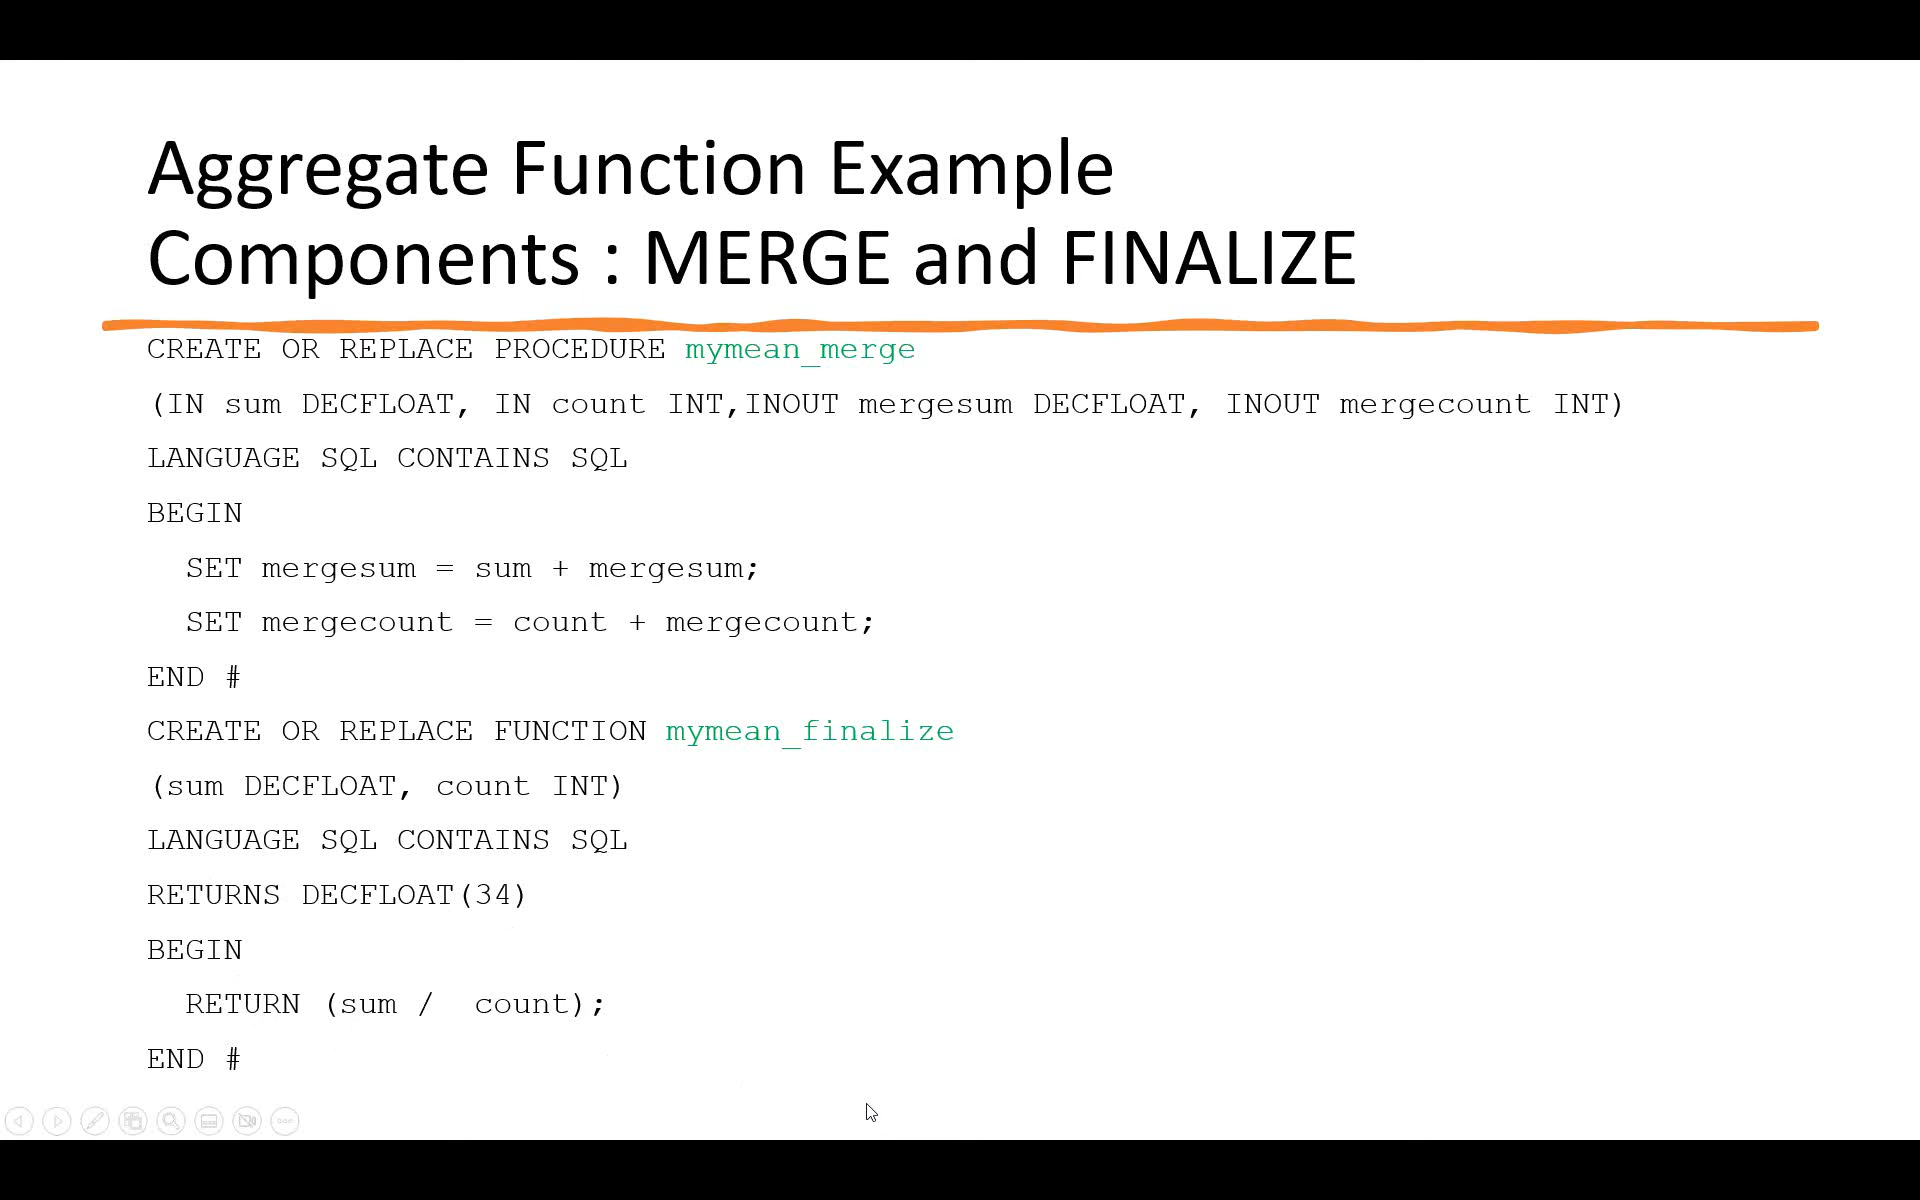 Aggregate Function Example
Components : MERGE and FINALIZE
CREATE OR REPLACE PROCEDURE mymean_merge
(IN sum DECFLOAT, IN count INT,INOUT mergesum DECFLOAT, INOUT mergecount INT)
LANGUAGE SQL CONTAINS SQL
BEGIN
  SET mergesum = sum + mergesum;
  SET mergecount = count + mergecount;
END #
CREATE OR REPLACE FUNCTION mymean_finalize
(sum DECFLOAT, count INT)
LANGUAGE SQL CONTAINS SQL
RETURNS DECFLOAT(34)
BEGIN
  RETURN (sum /  count);
END #